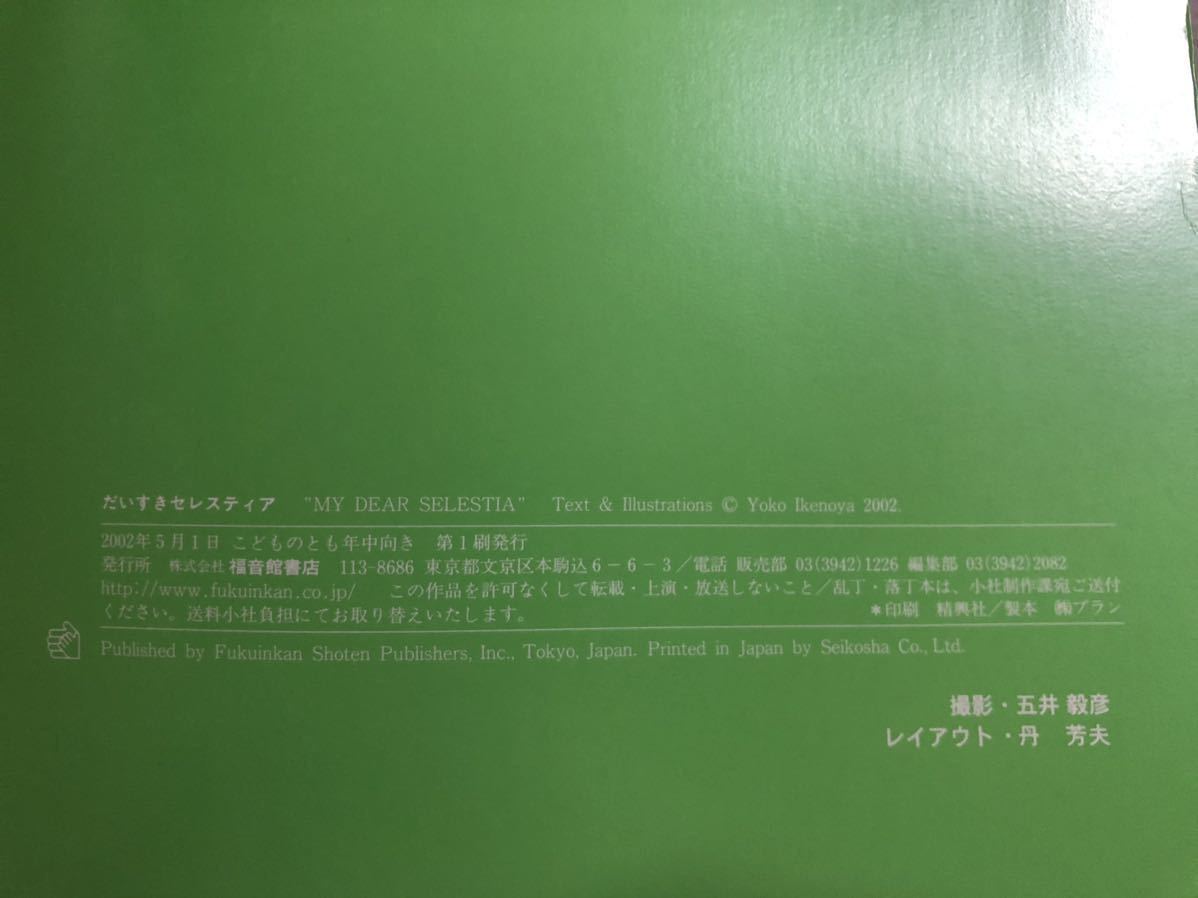 だいすきセレスティア　"MY DEAR SELESTIA"　Text & Illustrations © Yoko Ikenoya 2002.
2002年5月1日 こどものとも年中向き　第1刷発行
発行所　株式会社 福音館書店　113-8686 東京都文京区本駒込6－6－3／電話 販売部 03(3942)1226 編集部 03(3942)2082
http://www.fukuinkan.co.jp/　この作品を許可なくして転載・上演・放送しないこと／乱丁・落丁本は、小社制作課宛ご送付
ください。送料小社負担にてお取り替えいたします。　＊印刷　精興社／製本　㈱プラン
Published by Fukuinkan Shoten Publishers, Inc., Tokyo, Japan. Printed in Japan by Seikosha Co., Ltd.
撮影・五井 毅彦
レイアウト・丹　芳夫